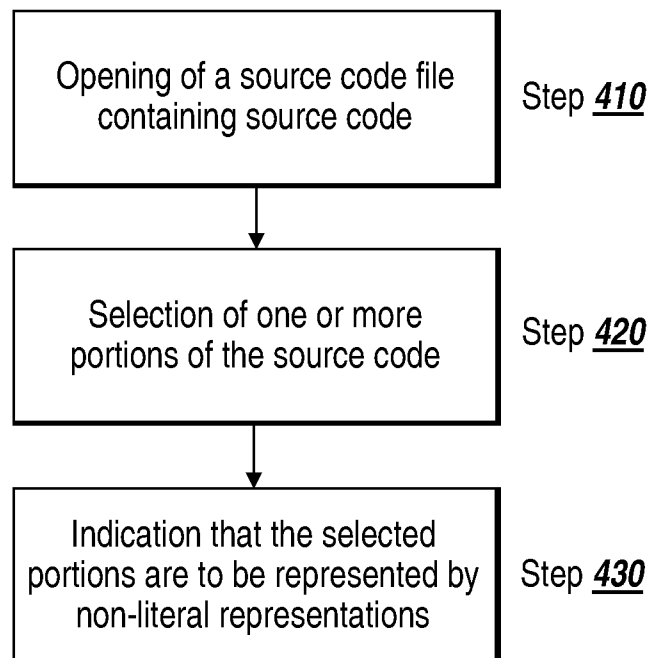 Opening of a source code file
containing source code
Step 410
Selection of one or more
portions of the source code
Step 420
Indication that the selected
portions are to be represented by
non-literal representations
Step 430